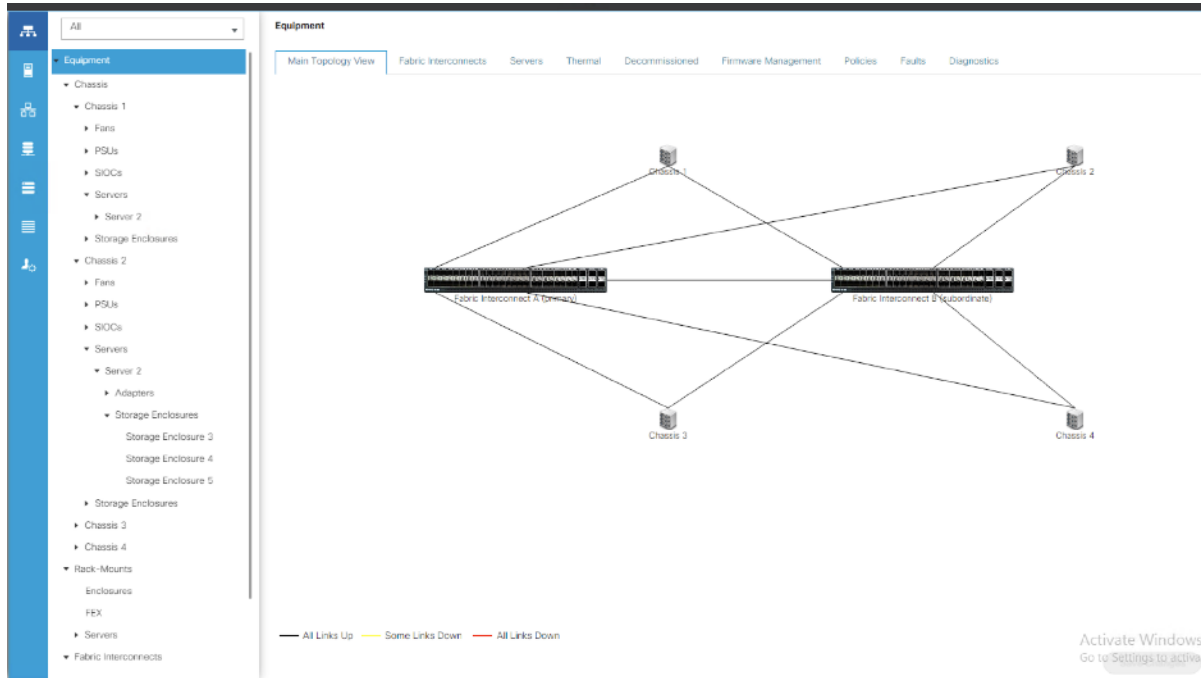 All
Equipment
Chassis
Chassis 1
Fans
PSUs
SIOCs
Servers
Server 2
Storage Enclosures
Chassis 2
Fans
PSUs
SIOCs
Servers
Server 2
Adapters
Storage Enclosures
Storage Enclosure 3
Storage Enclosure 4
Storage Enclosure 5
Storage Enclosures
Chassis 3
Chassis 4
Rack-Mounts
Enclosures
FEX
Servers
Fabric Interconnects
Equipment
Main Topology View Fabric Interconnects Servers Thermal Decommissioned Firmware Management Policies Faults Diagnostics
Chassis 1
Chassis 2
Fabric Interconnect A (primary)
Fabric Interconnect B (subordinate)
Chassis 3
Chassis 4
All Links Up Some Links Down All Links Down
Activate Windows
Go to Settings to activa